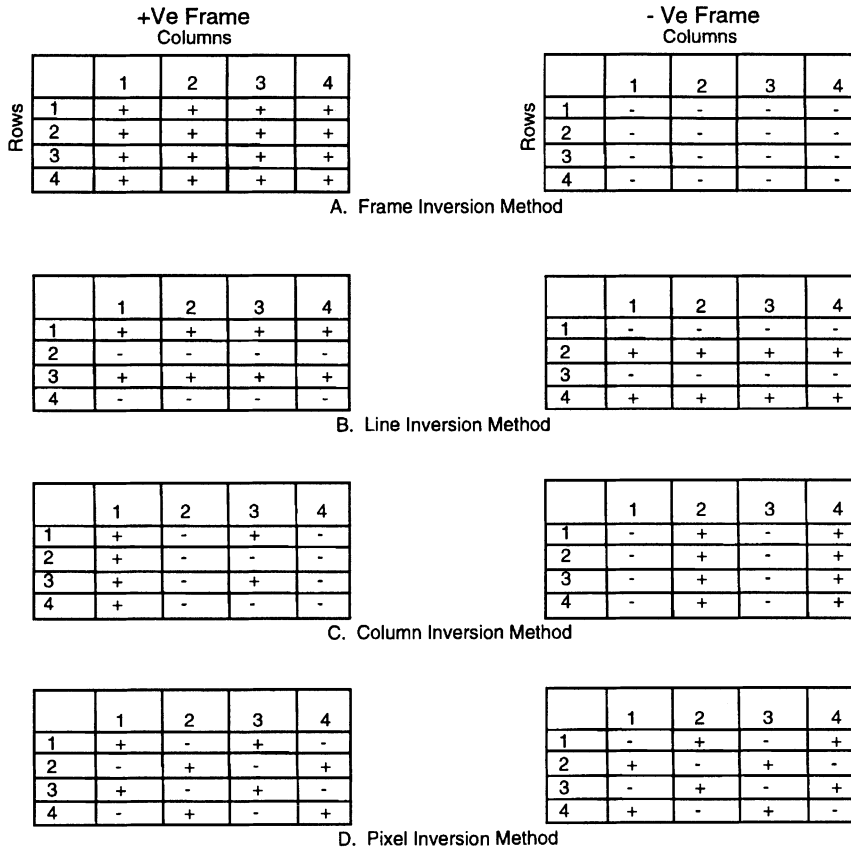 +Ve Frame
Columns
1 2 3 4
Rows
1 + + + +
2 + + + +
3 + + + +
4 + + + +
- Ve Frame
Columns
1 2 3 4
Rows
1 - - - -
2 - - - -
3 - - - -
4 - - - -
A. Frame Inversion Method
1 2 3 4
1 + + + +
2 - - - -
3 + + + +
4 - - - -
1 2 3 4
1 - - - -
2 + + + +
3 - - - -
4 + + + +
B. Line Inversion Method
1 2 3 4
1 + - + -
2 + - - -
3 + - + -
4 + - - -
1 2 3 4
1 - + - +
2 - + - +
3 - + - +
4 - + - +
C. Column Inversion Method
1 2 3 4
1 + - + -
2 - + - +
3 + - + -
4 - + - +
1 2 3 4
1 - + - +
2 + - + -
3 - + - +
4 + - + -
D. Pixel Inversion Method